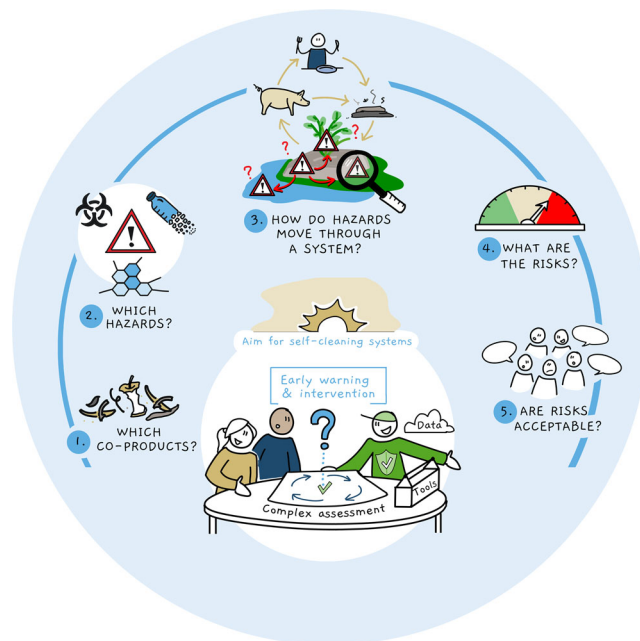 3. HOW DO HAZARDS
MOVE THROUGH
A SYSTEM?
?
?
?
4. WHAT ARE
THE RISKS?
2. WHICH
HAZARDS?
Aim for self-cleaning systems
Early warning
& intervention
5. ARE RISKS
ACCEPTABLE?
1. WHICH
CO-PRODUCTS?
?
Data
Tools
Complex assessment